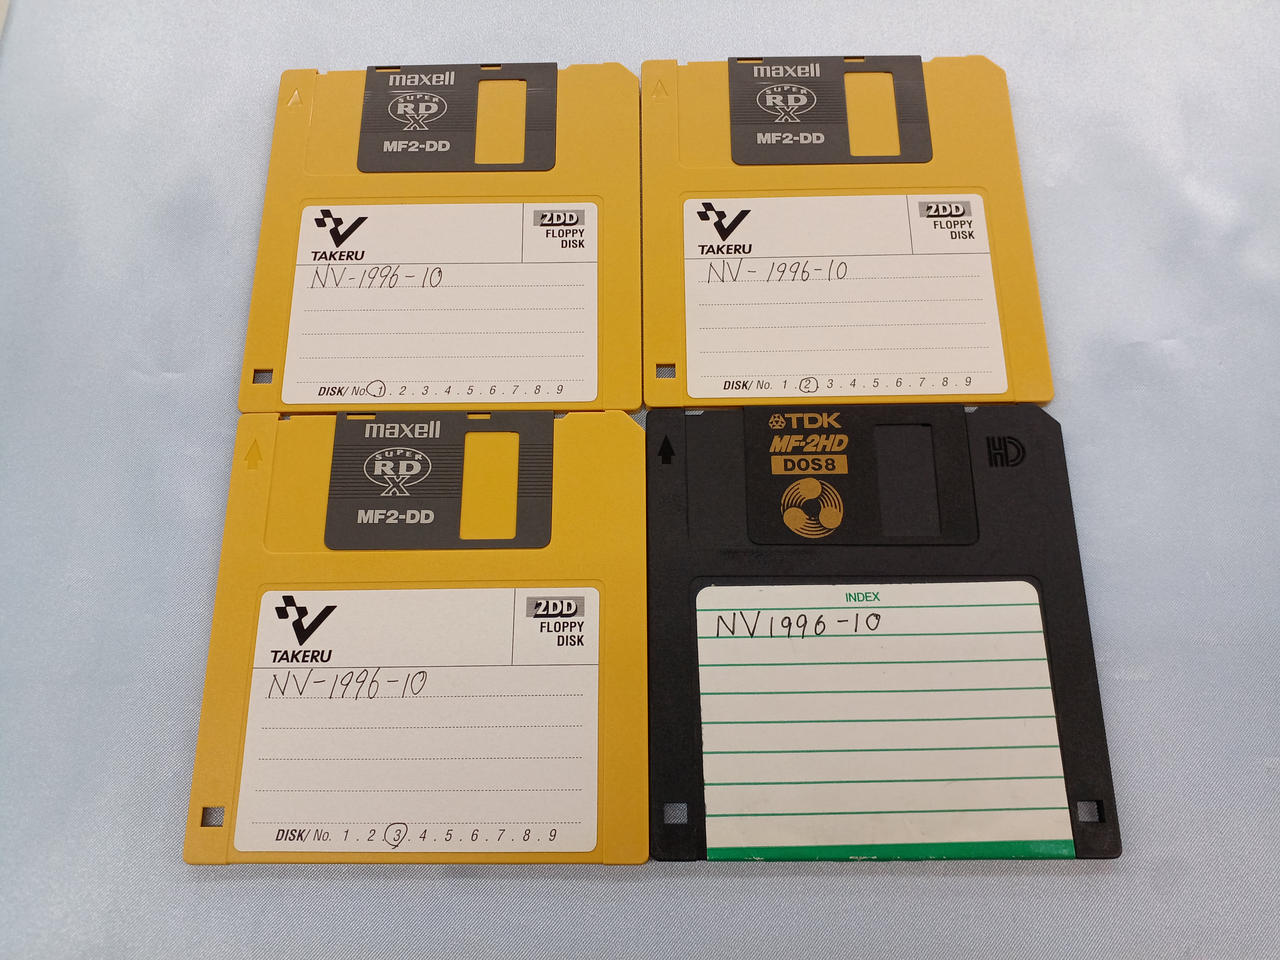 maxell
SUPER
RD
X
MF2-DD
TAKERU
2DD
FLOPPY
DISK
NV-1996-10
DISK/ No. 1 . 2 . 3 . 4 . 5 . 6 . 7 . 8 . 9
maxell
SUPER
RD
X
MF2-DD
TAKERU
2DD
FLOPPY
DISK
NV-1996-10
DISK/ No. 1 . 2 . 3 . 4 . 5 . 6 . 7 . 8 . 9
maxell
SUPER
RD
X
MF2-DD
TAKERU
2DD
FLOPPY
DISK
NV-1996-10
DISK/ No. 1 . 2 . 3 . 4 . 5 . 6 . 7 . 8 . 9
TDK
MF-2HD
DOS8
HD
INDEX
NV1996-10